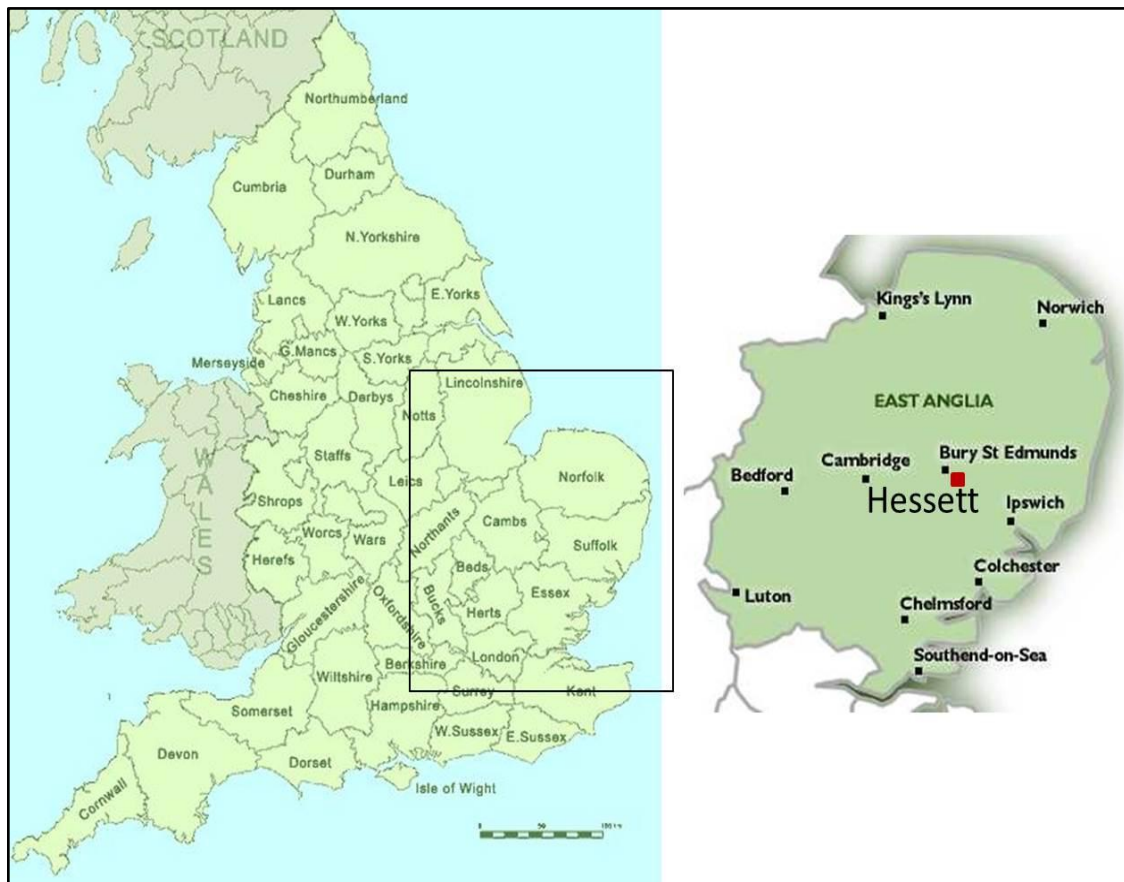 SCOTLAND
Northumberland
Durham
Cumbria
N.Yorkshire
Lancs
E.Yorks
W.Yorks
G.Mancs
S.Yorks
Merseyside
Lincolnshire
Cheshire
Derbys
Notts
WALES
Staffs
Leics
Norfolk
Shrops
Northants
Cambs
Worcs
Wars
Suffolk
Herefs
Beds
Bucks
Essex
Gloucestershire
Oxfordshire
Herts
London
Berkshire
Wiltshire
Surrey
Kent
Hampshire
Somerset
W.Sussex
E.Sussex
Devon
Dorset
Isle of Wight
Cornwall
0
50
King's Lynn
Norwich
EAST ANGLIA
Bury St Edmunds
Cambridge
Bedford
Hessett
Ipswich
Colchester
Luton
Chelmsford
Southend-on-Sea